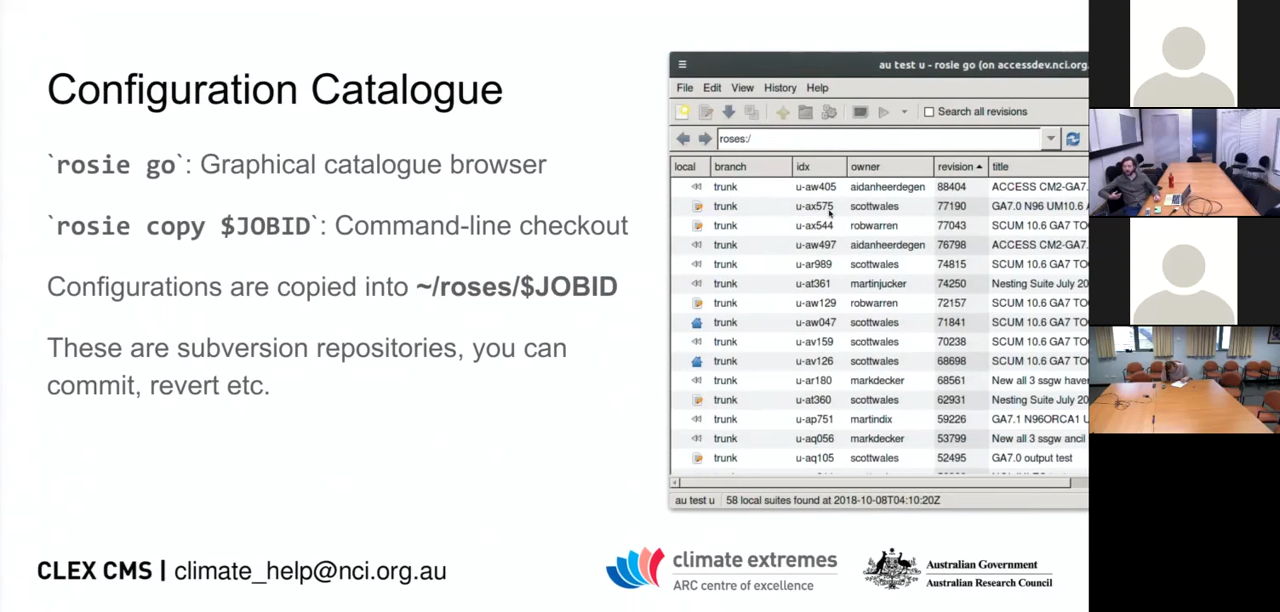 Configuration Catalogue
`rosie go`: Graphical catalogue browser
`rosie copy $JOBID`: Command-line checkout
Configurations are copied into ~/roses/$JOBID
These are subversion repositories, you can
commit, revert etc.
au test u - rosie go (on accessdev.nci.org.
File Edit View History Help
Search all revisions
roses:/
local branch idx owner revision title
trunk u-aw405 aidanheerdegen 88404 ACCESS CM2-GA7.
trunk u-ax575 scottwales 77190 GA7.0 N96 UM10.6
trunk u-ax544 robwarren 77043 SCUM 10.6 GA7 TO
trunk u-aw497 aidanheerdegen 76798 ACCESS CM2-GA7.
trunk u-ar989 scottwales 74815 SCUM 10.6 GA7 TO
trunk u-at361 martinjucker 74250 Nesting Suite July 20
trunk u-aw129 robwarren 72157 SCUM 10.6 GA7 TO
trunk u-aw047 scottwales 71841 SCUM 10.6 GA7 TO
trunk u-av159 scottwales 70238 SCUM 10.6 GA7 TO
trunk u-av126 scottwales 68698 SCUM 10.6 GA7 TO
trunk u-ar180 markdecker 68561 New all 3 ssgw haver
trunk u-at360 scottwales 62931 Nesting Suite July 20
trunk u-ap751 martindix 59226 GA7.1 N96ORCA1 U
trunk u-aq056 markdecker 53799 New all 3 ssgw ancil
trunk u-aq105 scottwales 52495 GA7.0 output test
au test u 58 local suites found at 2018-10-08T04:10:20Z
CLEX CMS | climate_help@nci.org.au
climate extremes
ARC centre of excellence
Australian Government
Australian Research Council